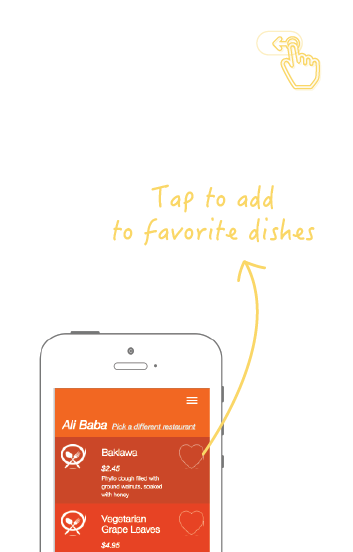 Tap to add
to favorite dishes
Ali Baba Pick a different restaurant
Baklawa
$2.45
Phyllo dough filled with
ground walnuts, soaked
with honey
Vegetarian
Grape Leaves
$4.95